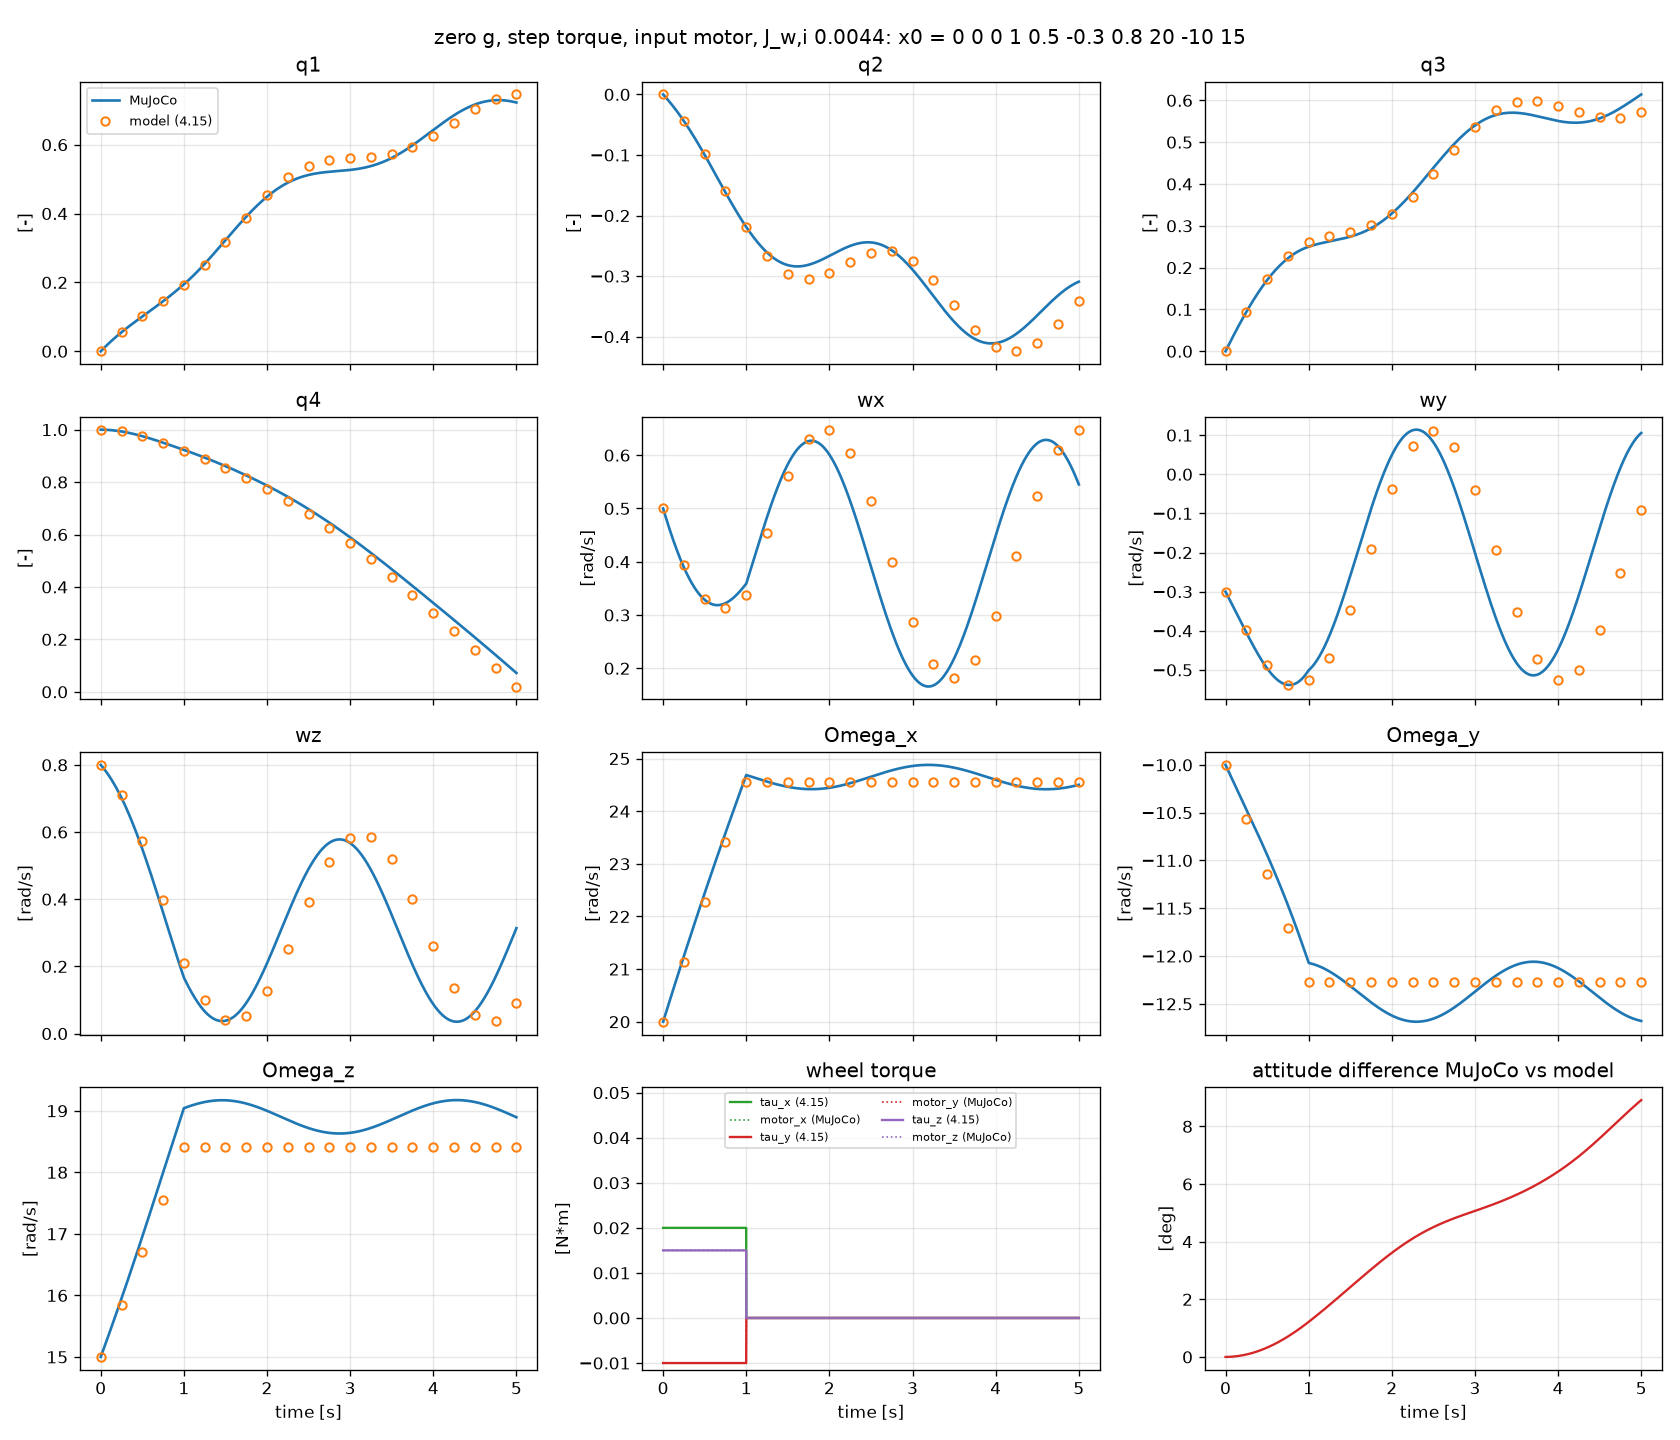 zero g, step torque, input motor, J_w,i 0.0044: x0 = 0 0 0 1 0.5 -0.3 0.8 20 -10 15
q1
q2
q3
MuJoCo
model (4.15)
[-]
0.6
0.4
0.2
0.0
[-]
0.0
−0.1
−0.2
−0.3
−0.4
[-]
0.6
0.5
0.4
0.3
0.2
0.1
0.0
q4
wx
wy
[-]
1.0
0.8
0.6
0.4
0.2
0.0
[rad/s]
0.6
0.5
0.4
0.3
0.2
[rad/s]
0.1
0.0
−0.1
−0.2
−0.3
−0.4
−0.5
wz
Omega_x
Omega_y
[rad/s]
0.8
0.6
0.4
0.2
0.0
[rad/s]
25
24
23
22
21
20
[rad/s]
−10.0
−10.5
−11.0
−11.5
−12.0
−12.5
Omega_z
wheel torque
attitude difference MuJoCo vs model
[rad/s]
19
18
17
16
15
0 1 2 3 4 5
time [s]
[N*m]
0.05
0.04
0.03
0.02
0.01
0.00
−0.01
tau_x (4.15)
motor_x (MuJoCo)
tau_y (4.15)
motor_y (MuJoCo)
tau_z (4.15)
motor_z (MuJoCo)
0 1 2 3 4 5
time [s]
[deg]
8
6
4
2
0
0 1 2 3 4 5
time [s]